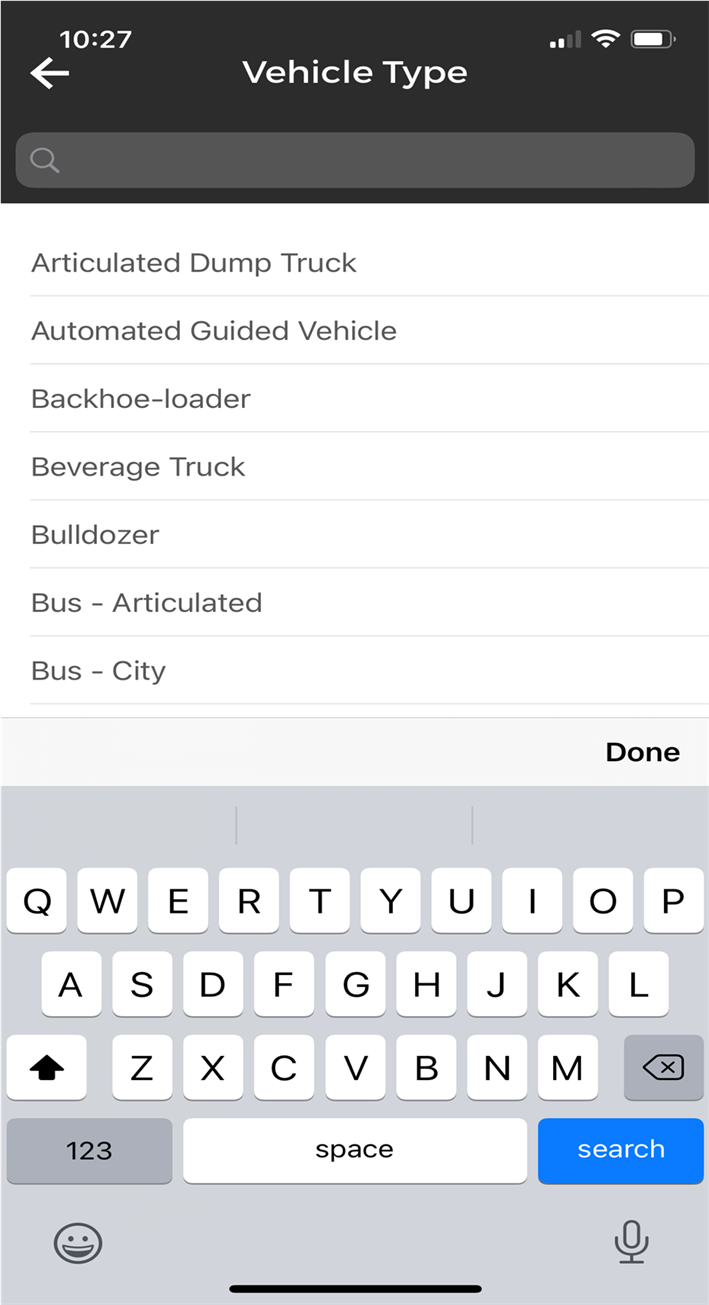 10:27
Vehicle Type
Articulated Dump Truck
Automated Guided Vehicle
Backhoe-loader
Beverage Truck
Bulldozer
Bus - Articulated
Bus - City
Done
Q W E R T Y U I O P
A S D F G H J K L
Z X C V B N M
123 space search